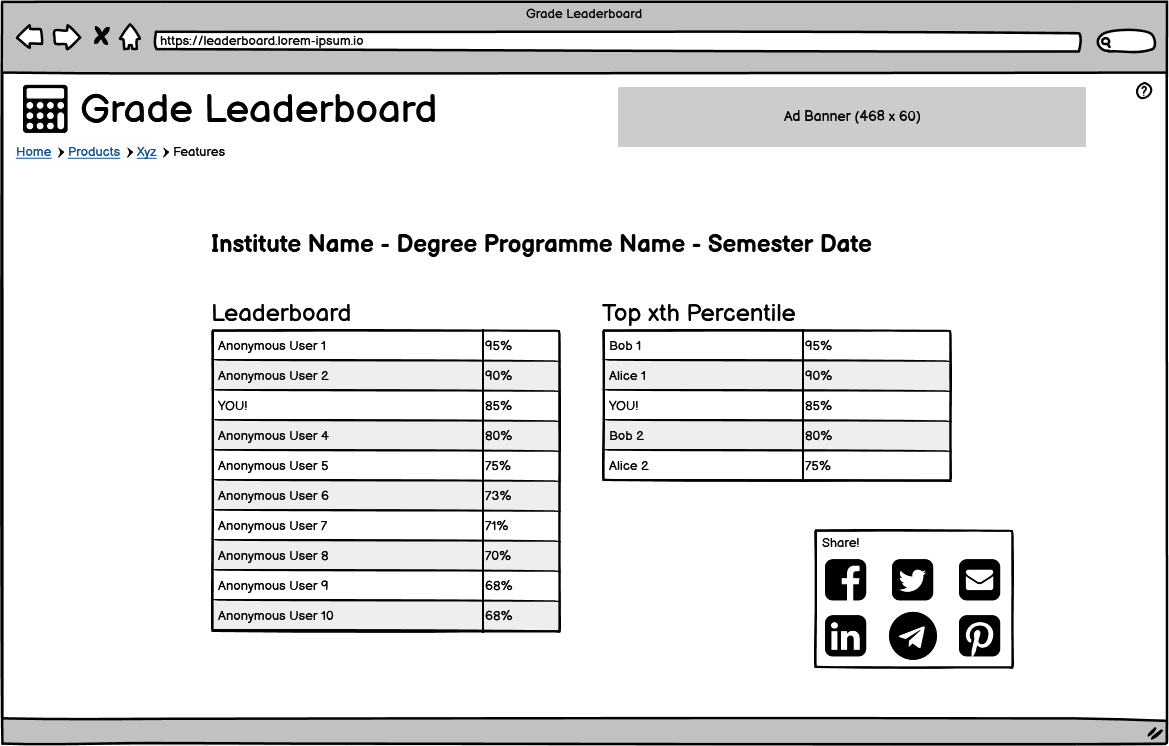 Grade Leaderboard
https://leaderboard.lorem-ipsum.io
Grade Leaderboard
Ad Banner (468 x 60)
?
Home Products Xyz Features
Institute Name - Degree Programme Name - Semester Date
Leaderboard
Anonymous User 1 95%
Anonymous User 2 90%
YOU! 85%
Anonymous User 4 80%
Anonymous User 5 75%
Anonymous User 6 73%
Anonymous User 7 71%
Anonymous User 8 70%
Anonymous User 9 68%
Anonymous User 10 68%
Top xth Percentile
Bob 1 95%
Alice 1 90%
YOU! 85%
Bob 2 80%
Alice 2 75%
Share!